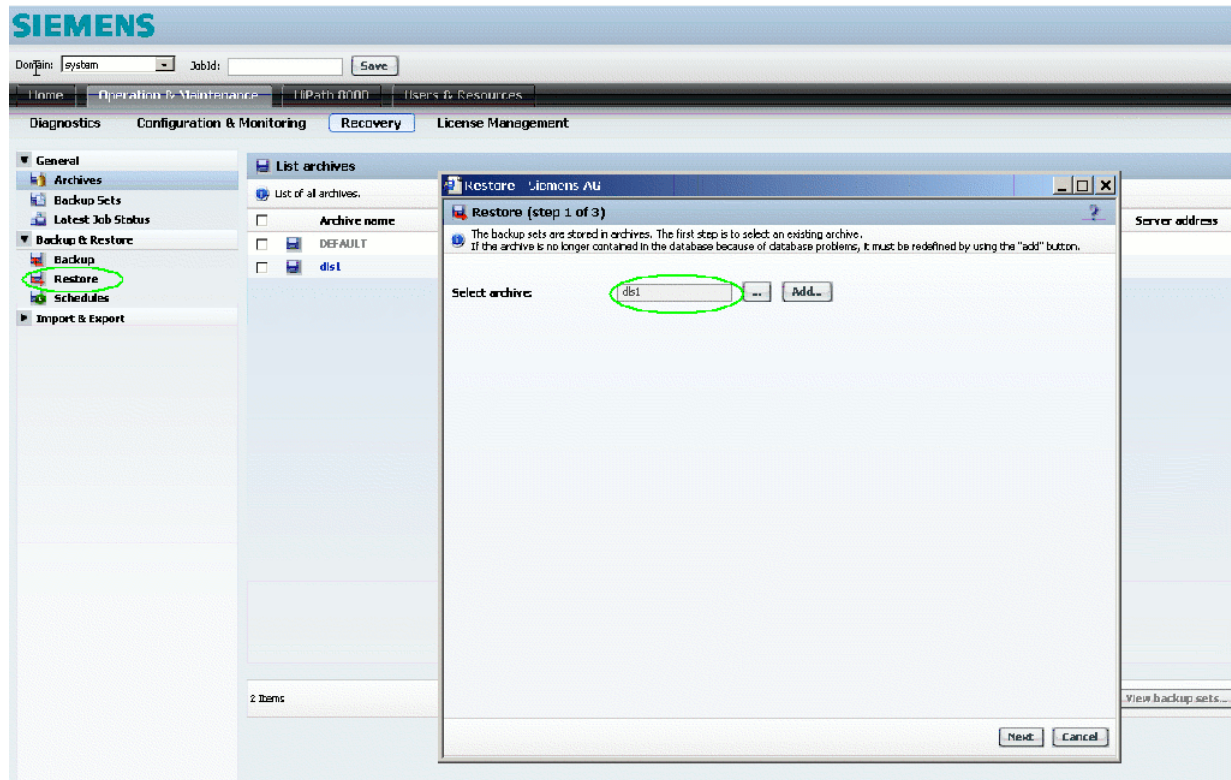 SIEMENS
Domain: system JobId: Save
Home Operation & Maintenance HiPath 8000 Users & Resources
Diagnostics Configuration & Monitoring Recovery License Management
General
Archives
Backup Sets
Latest Job Status
Backup & Restore
Backup
Restore
Schedules
Import & Export
List archives
List of all archives.
Archive name Server address
DEFAULT
dls1
2 Items
View backup sets...
Restore Siemens AG
Restore (step 1 of 3) ?
The backup sets are stored in archives. The first step is to select an existing archive.
If the archive is no longer contained in the database because of database problems, it must be redefined by using the "add" button.
Select archive: dls1 ... Add...
Next Cancel